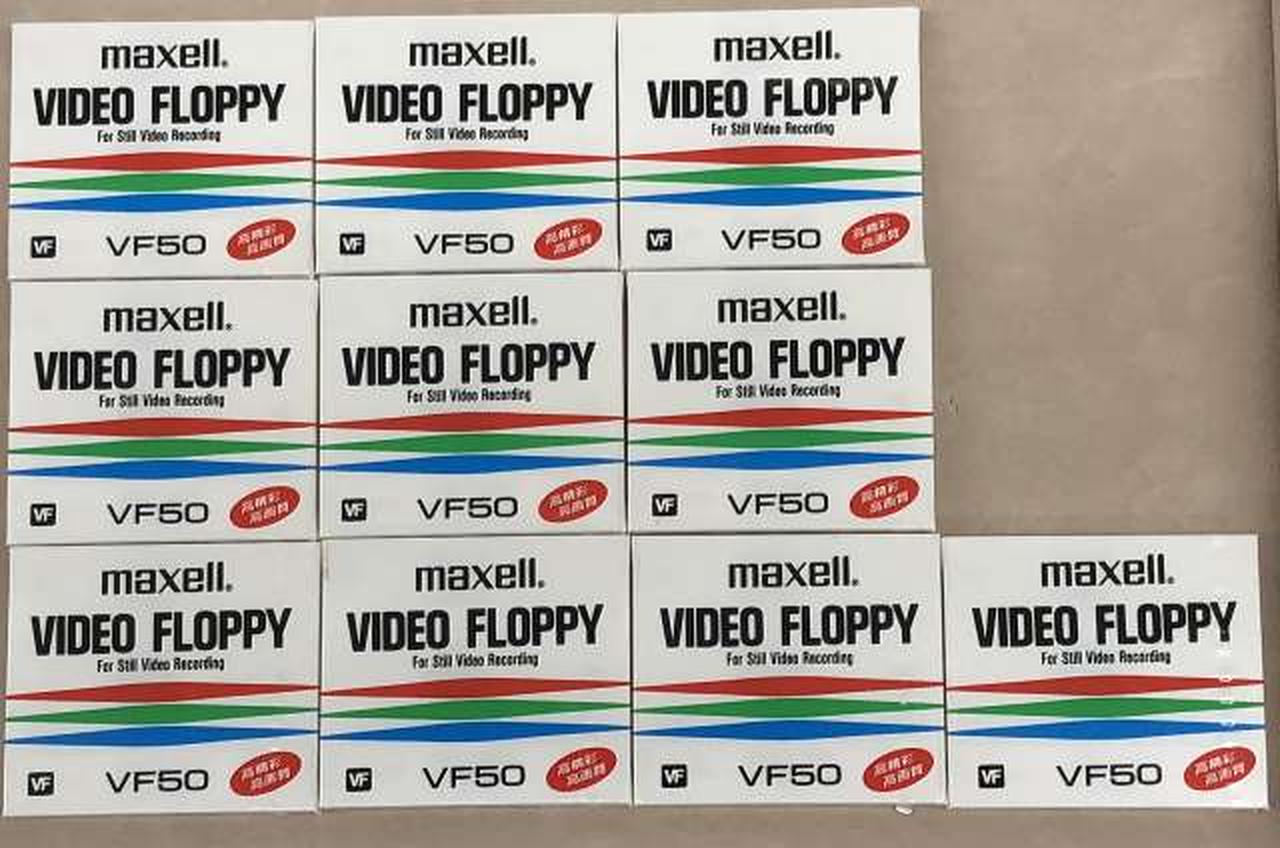 maxell®
VIDEO FLOPPY
For Still Video Recording
VF VF50
高精彩
高画質
maxell®
VIDEO FLOPPY
For Still Video Recording
VF VF50
高精彩
高画質
maxell®
VIDEO FLOPPY
For Still Video Recording
VF VF50
高精彩
高画質
maxell®
VIDEO FLOPPY
For Still Video Recording
VF VF50
高精彩
高画質
maxell®
VIDEO FLOPPY
For Still Video Recording
VF VF50
高精彩
高画質
maxell®
VIDEO FLOPPY
For Still Video Recording
VF VF50
高精彩
高画質
maxell®
VIDEO FLOPPY
For Still Video Recording
VF VF50
高精彩
高画質
maxell®
VIDEO FLOPPY
For Still Video Recording
VF VF50
高精彩
高画質
maxell®
VIDEO FLOPPY
For Still Video Recording
VF VF50
高精彩
高画質
maxell®
VIDEO FLOPPY
For Still Video Recording
VF VF50
高精彩
高画質